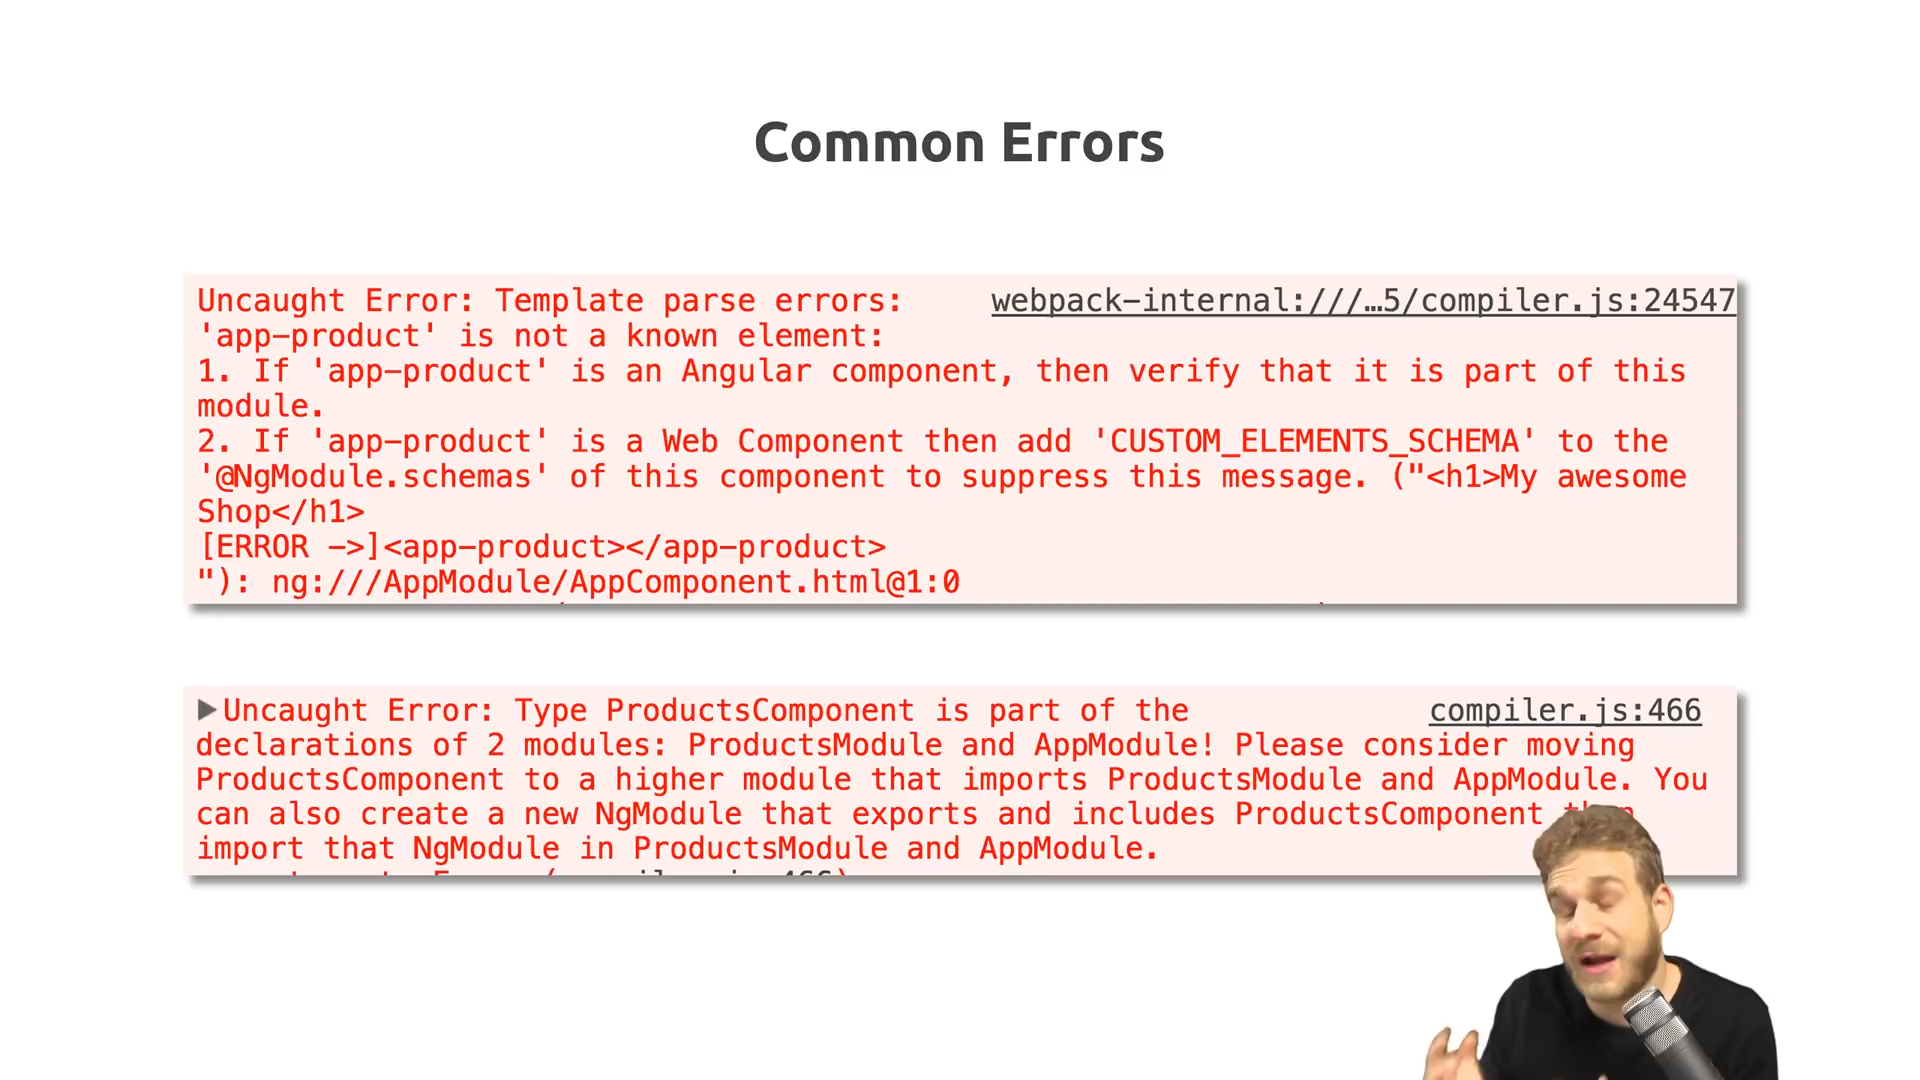 Common Errors
Uncaught Error: Template parse errors: webpack-internal:///…5/compiler.js:24547
'app-product' is not a known element:
1. If 'app-product' is an Angular component, then verify that it is part of this
module.
2. If 'app-product' is a Web Component then add 'CUSTOM_ELEMENTS_SCHEMA' to the
'@NgModule.schemas' of this component to suppress this message. ("<h1>My awesome
Shop</h1>
[ERROR ->]<app-product></app-product>
"): ng:///AppModule/AppComponent.html@1:0
▶Uncaught Error: Type ProductsComponent is part of the compiler.js:466
declarations of 2 modules: ProductsModule and AppModule! Please consider moving
ProductsComponent to a higher module that imports ProductsModule and AppModule. You
can also create a new NgModule that exports and includes ProductsComponent
import that NgModule in ProductsModule and AppModule.